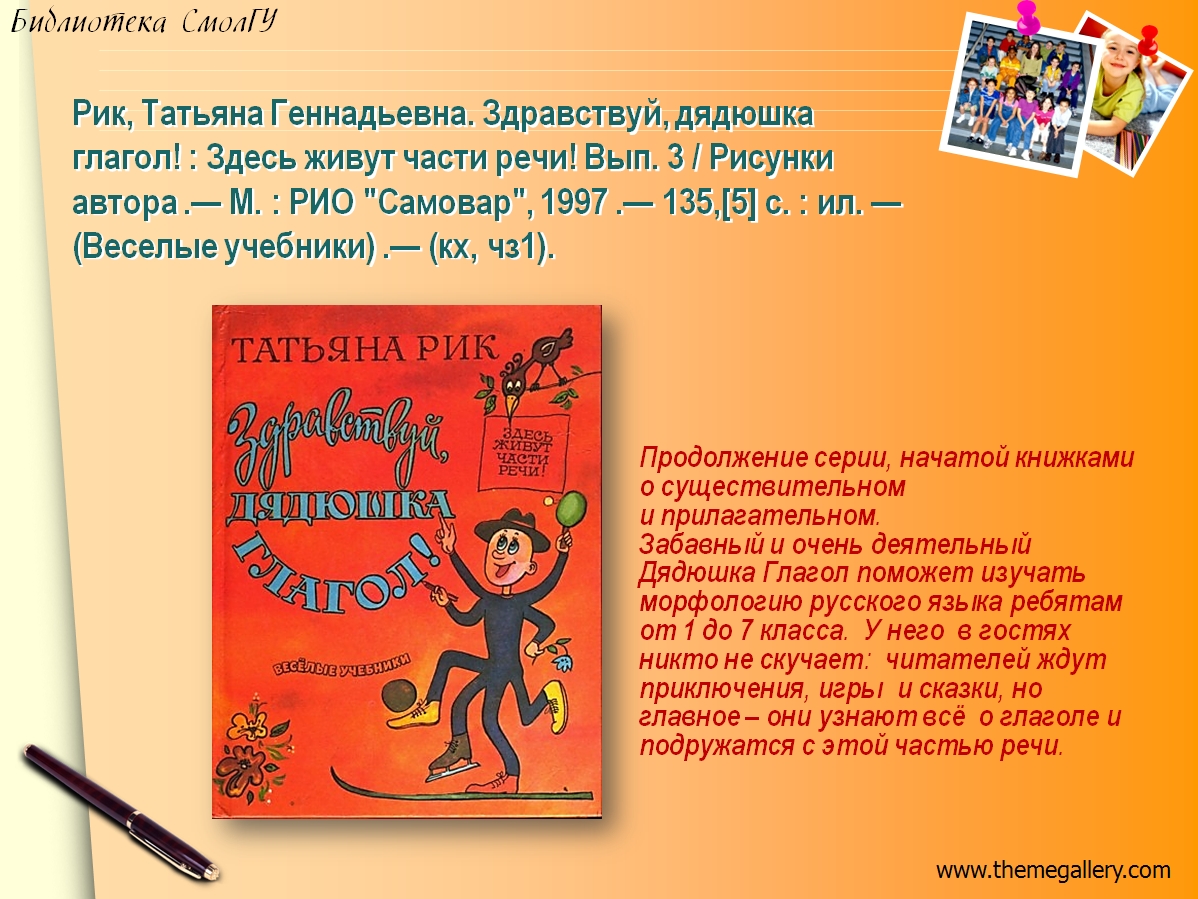 Библиотека СмолГУ
Рик, Татьяна Геннадьевна. Здравствуй, дядюшка
глагол! : Здесь живут части речи! Вып. 3 / Рисунки
автора .— М. : РИО "Самовар", 1997 .— 135,[5] с. : ил. —
(Веселые учебники) .— (кх, чз1).
ТАТЬЯНА РИК
Здравствуй,
ДЯДЮШКА
ГЛАГОЛ!
ЗДЕСЬ
ЖИВУТ
ЧАСТИ
РЕЧИ!
ВЕСЁЛЫЕ УЧЕБНИКИ
Продолжение серии, начатой книжками
о существительном
и прилагательном.
Забавный и очень деятельный
Дядюшка Глагол поможет изучать
морфологию русского языка ребятам
от 1 до 7 класса. У него в гостях
никто не скучает: читателей ждут
приключения, игры и сказки, но
главное – они узнают всё о глаголе и
подружатся с этой частью речи.
www.themegallery.com